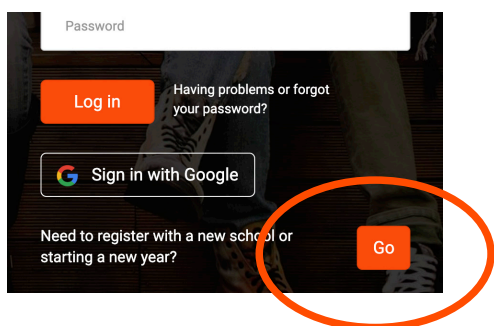 Password
Log in
Having problems or forgot
your password?
Sign in with Google
Need to register with a new school or
starting a new year?
Go